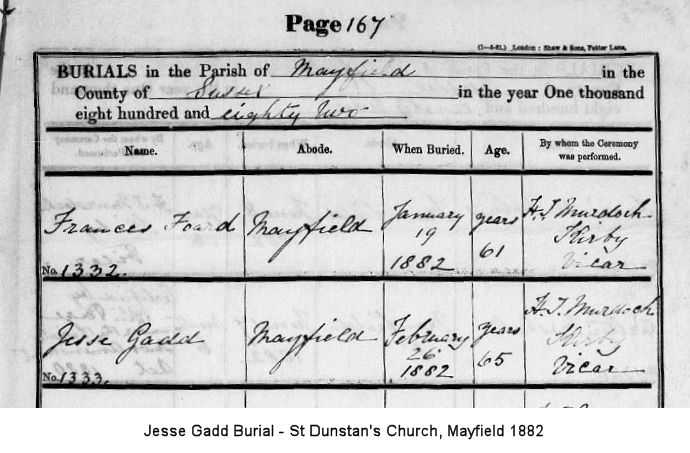 Page 167
(1—5-81.) London: Shaw & Sons, Fetter Lane,
BURIALS in the Parish of Mayfield in the
County of Sussex in the year One thousand
eight hundred and eighty two
Name. Abode. When Buried. Age. By whom the Ceremony was performed.
Frances Foard Mayfield January 19 1882 years 61 H. T. Murdoch Kirby Vicar
No. 1332.
Jesse Gadd Mayfield February 26 1882 years 65 H. T. Murdoch Kirby Vicar
No. 1333.
Jesse Gadd Burial - St Dunstan's Church, Mayfield 1882